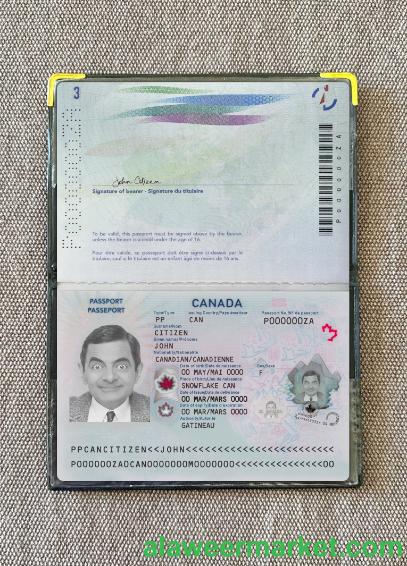 3
John Citizen
Signature of bearer - Signature du titulaire
P000000ZA
To be valid, this passport must be signed above by the bearer,
unless the bearer is a child under the age of 16.
Pour être valide, ce passeport doit être signé ci-dessus par le
titulaire, sauf si le titulaire est un enfant âgé de moins de 16 ans.
PASSPORT
PASSEPORT
CANADA
Type/Type
Issuing Country/Pays émetteur
Passport No./Nº de passeport
PP
CAN
P000000ZA
Surname/Nom
CITIZEN
Given names/Prénoms
JOHN
Nationality/Nationalité
CANADIAN/CANADIENNE
Date of birth/Date de naissance
00 MAY/MAI 0000
Sex/Sexe
F
Place of birth/Lieu de naissance
SNOWFLAKE CAN
Date of issue/Date de délivrance
00 MAR/MARS 0000
Date of expiry/Date d'expiration
00 MAR/MARS 0000
GATINEAU
PPCANCITIZEN<<JOHN<<<<<<<<<<<<<<<<<<<<<<<<<<
P000000ZA0CAN0000000M0000000<<<<<<<<<<<<<<00
alaweermarket.com